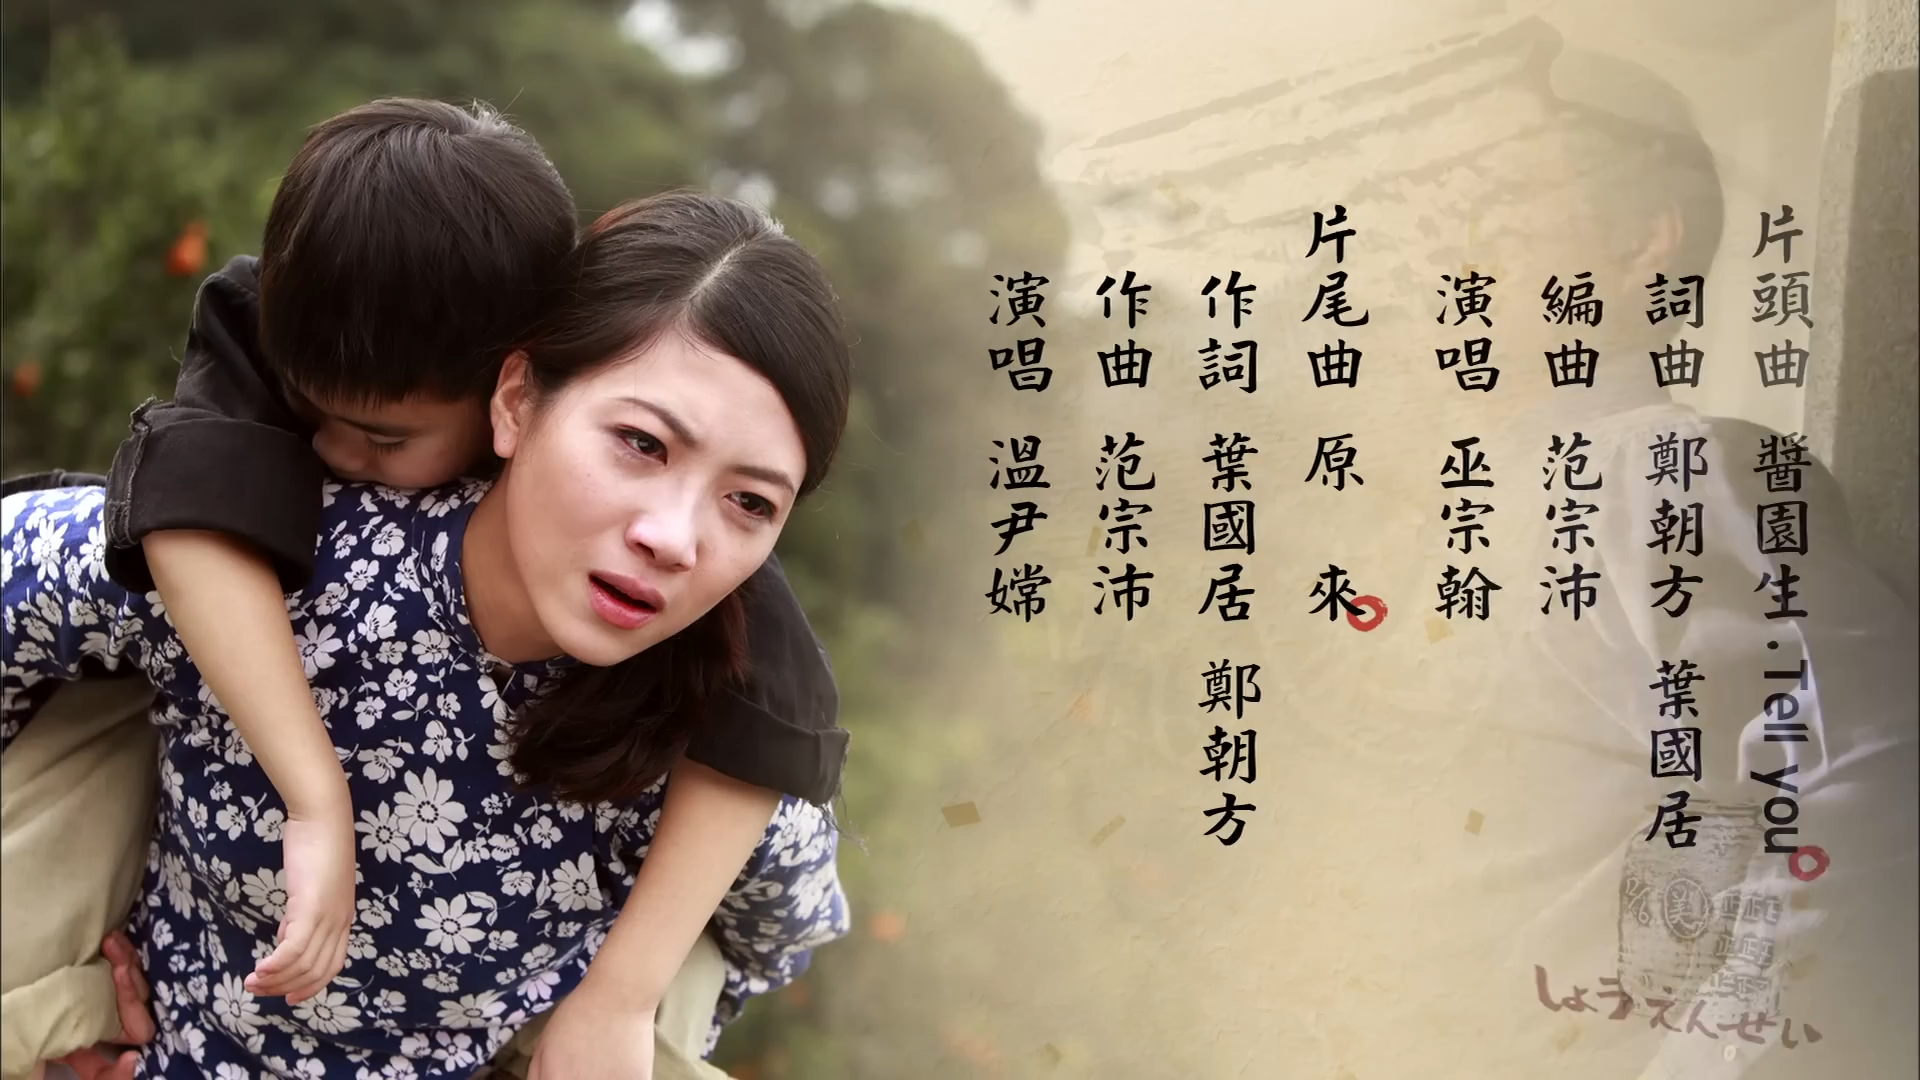 片頭曲 醬園生.Tell you
詞曲 鄭朝方 葉國居
編曲 范宗沛
演唱 巫宗翰
片尾曲 原來
作詞 葉國居 鄭朝方
作曲 范宗沛
演唱 溫尹嫦
美
しょうえんせい